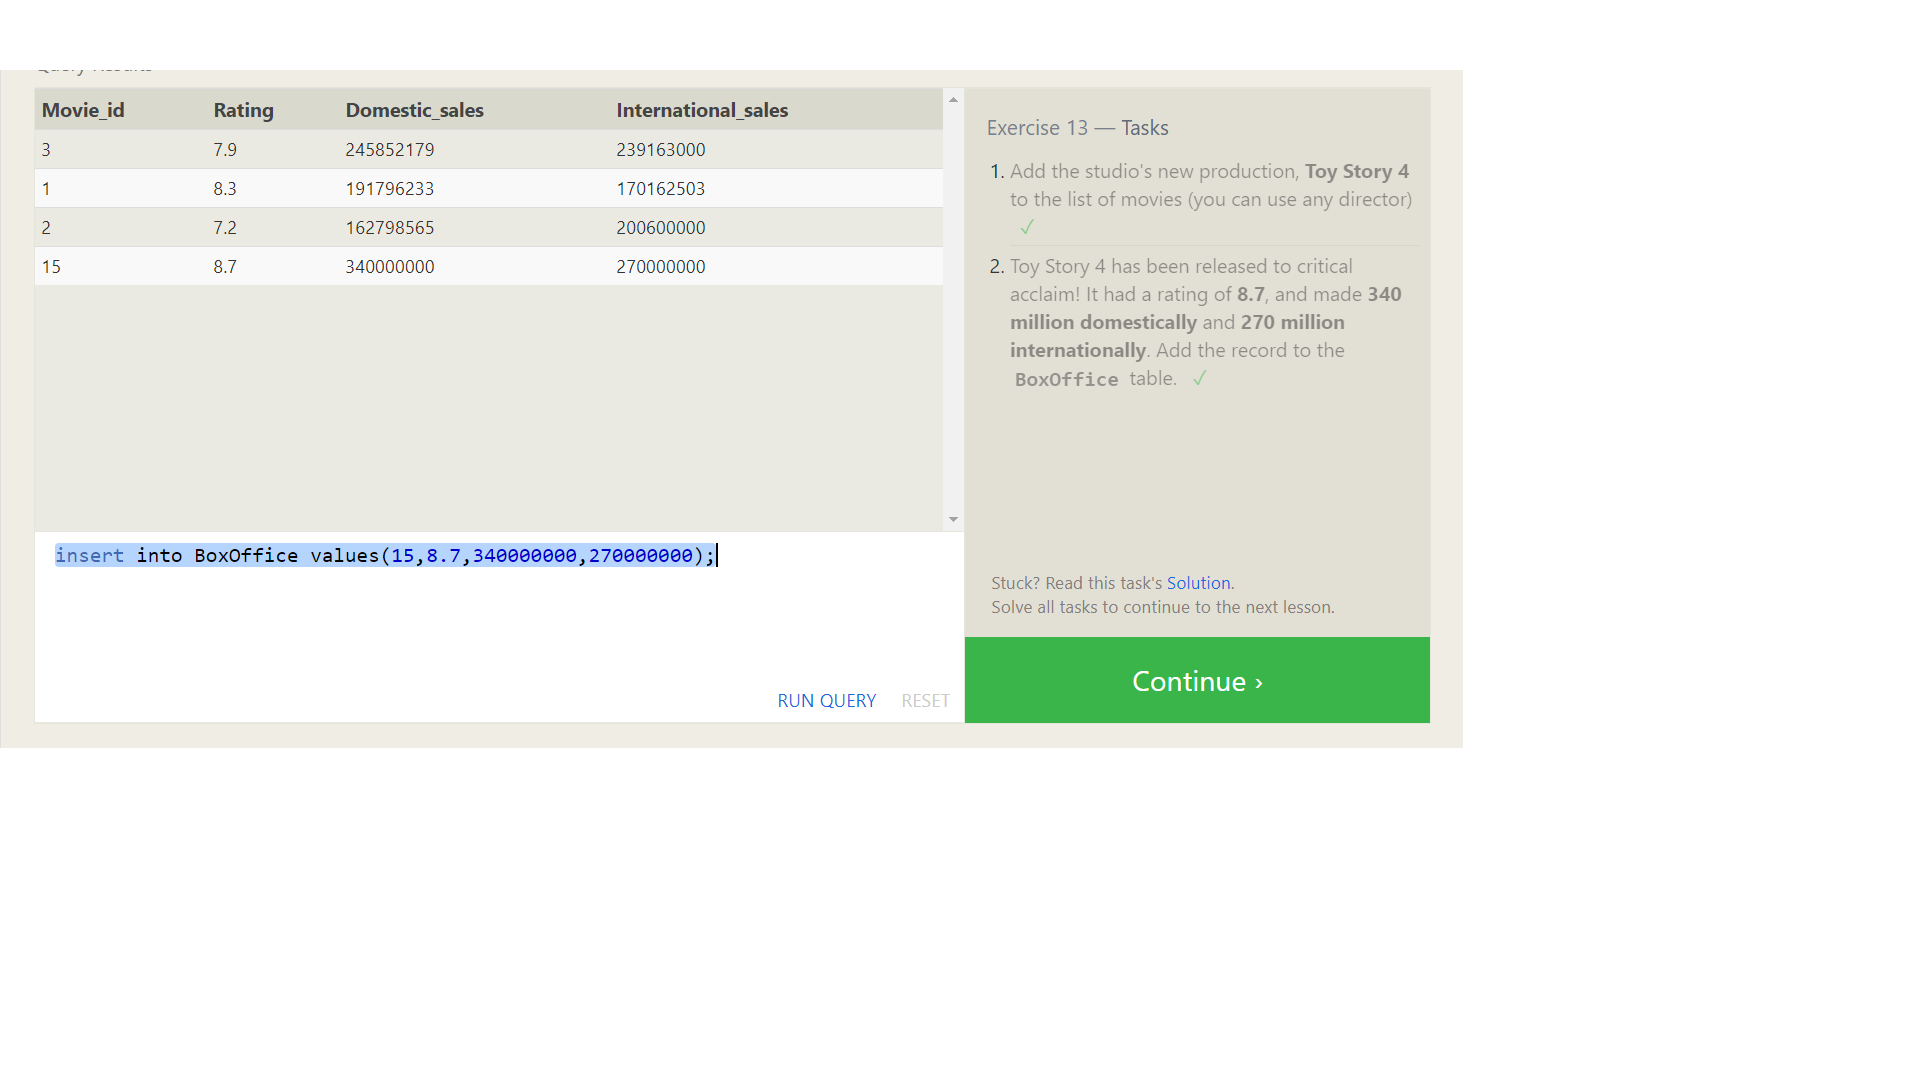 Movie_id Rating Domestic_sales International_sales
3 7.9 245852179 239163000
1 8.3 191796233 170162503
2 7.2 162798565 200600000
15 8.7 340000000 270000000
insert into BoxOffice values(15,8.7,340000000,270000000);
RUN QUERY RESET
Exercise 13 — Tasks
1. Add the studio's new production, Toy Story 4
to the list of movies (you can use any director)
✓
2. Toy Story 4 has been released to critical
acclaim! It had a rating of 8.7, and made 340
million domestically and 270 million
internationally. Add the record to the
BoxOffice table. ✓
Stuck? Read this task's Solution.
Solve all tasks to continue to the next lesson.
Continue ›